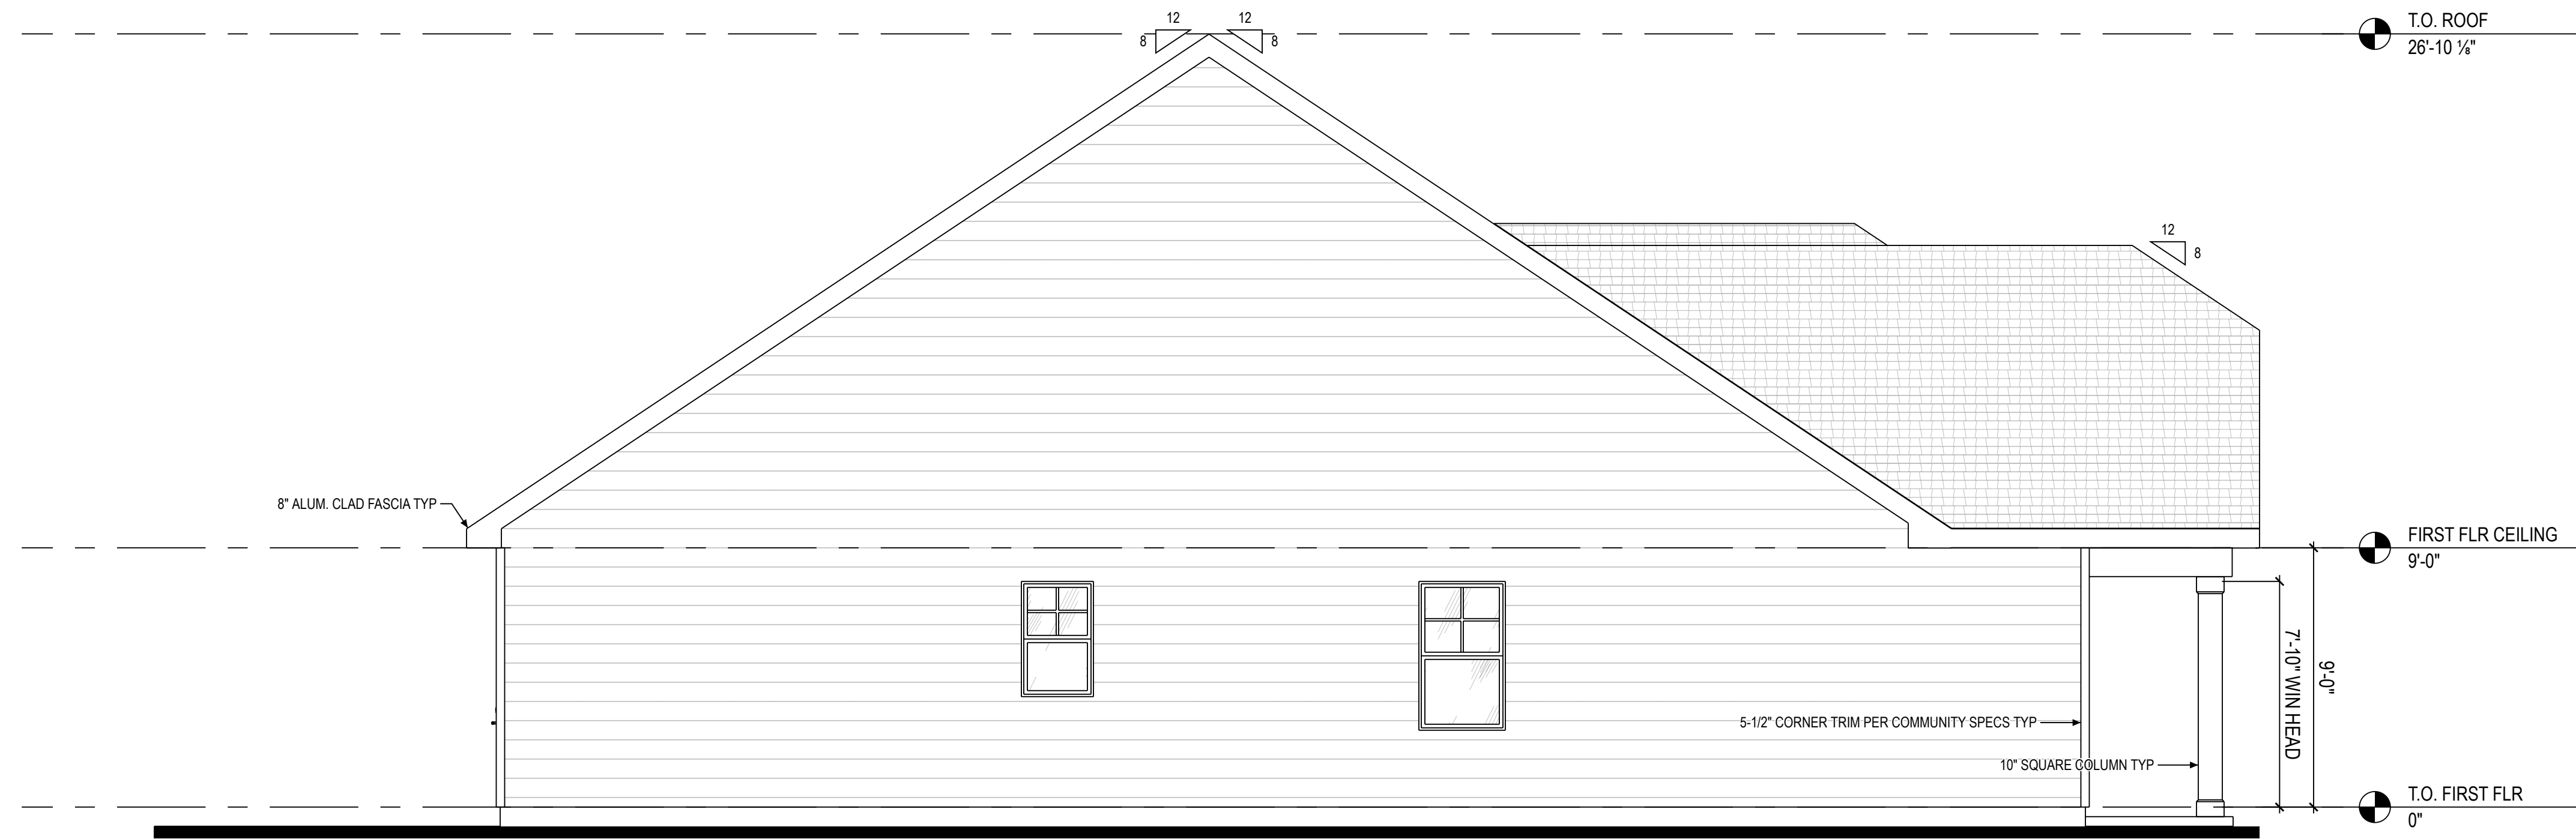 12
12
8
8
T.O. ROOF
26'-10 ⅛"
12
8
8" ALUM. CLAD FASCIA TYP
FIRST FLR CEILING
9'-0"
7'-10" WIN HEAD
9'-0"
5-1/2" CORNER TRIM PER COMMUNITY SPECS TYP
10" SQUARE COLUMN TYP
T.O. FIRST FLR
0"